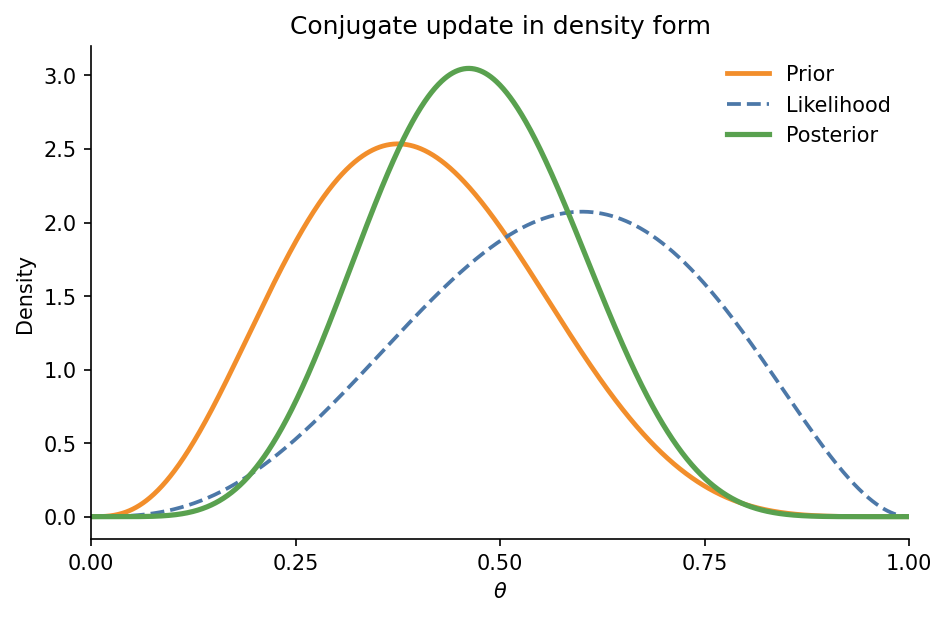 Conjugate update in density form
Prior
Likelihood
Posterior
Density
3.0
2.5
2.0
1.5
1.0
0.5
0.0
0.00
0.25
0.50
0.75
1.00
θ